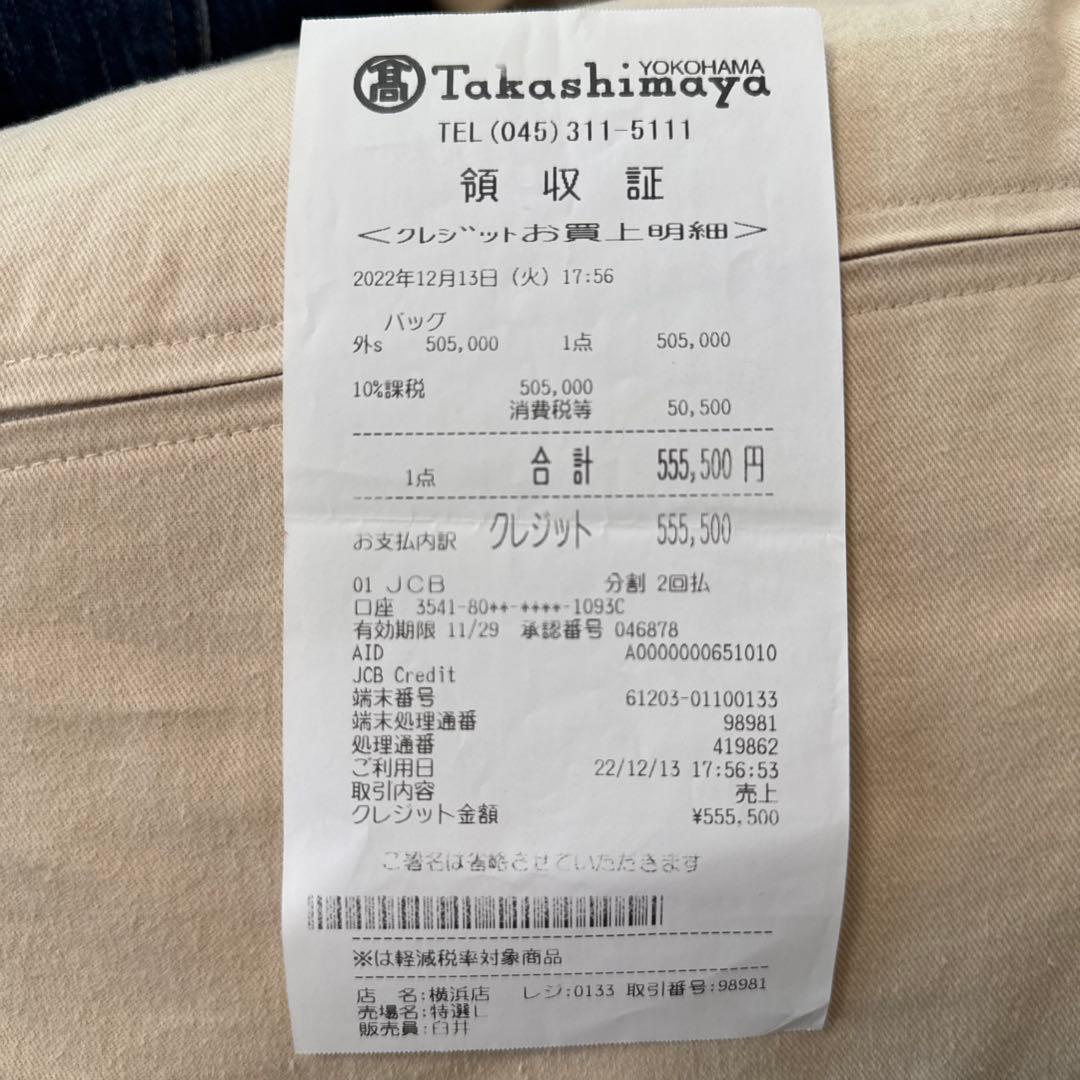 髙 Takashimaya YOKOHAMA
TEL(045)311-5111
領収証
<クレジットお買上明細>
2022年12月13日(火)17:56
バッグ
外s 505,000 1点 505,000
10%課税 505,000
消費税等 50,500
1点 合計 555,500円
お支払内訳 クレジット 555,500
01 JCB 分割 2回払
口座 3541-80**-****-1093C
有効期限 11/29 承認番号 046878
AID A0000000651010
JCB Credit
端末番号 61203-01100133
端末処理通番 98981
処理通番 419862
ご利用日 22/12/13 17:56:53
取引内容 売上
クレジット金額 ¥555,500
ご署名は省略させていただきます
※は軽減税率対象商品
店 名:横浜店 レジ:0133 取引番号:98981
売場名:特選L
販売員:臼井